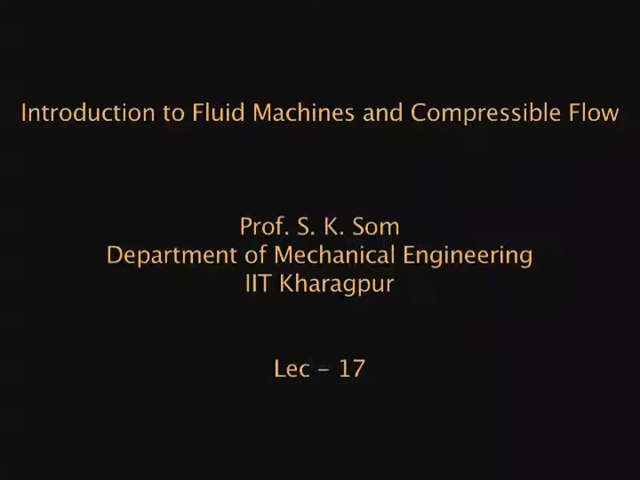 Introduction to Fluid Machines and Compressible Flow
Prof. S. K. Som
Department of Mechanical Engineering
IIT Kharagpur
Lec – 17